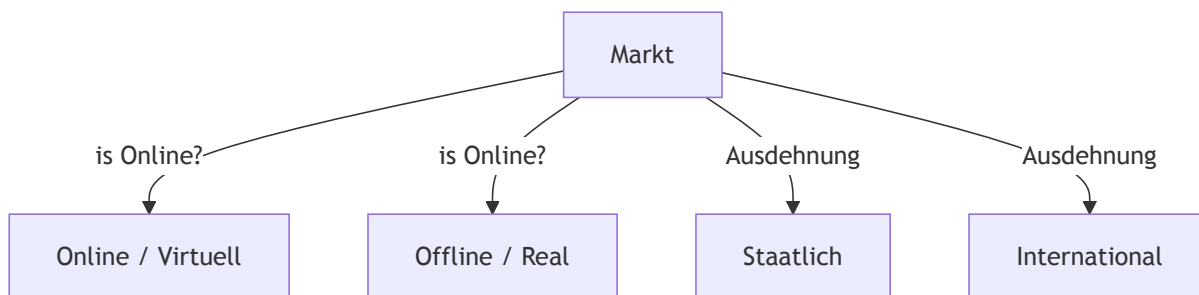 Markt
is Online?
is Online?
Ausdehnung
Ausdehnung
Online / Virtuell
Offline / Real
Staatlich
International